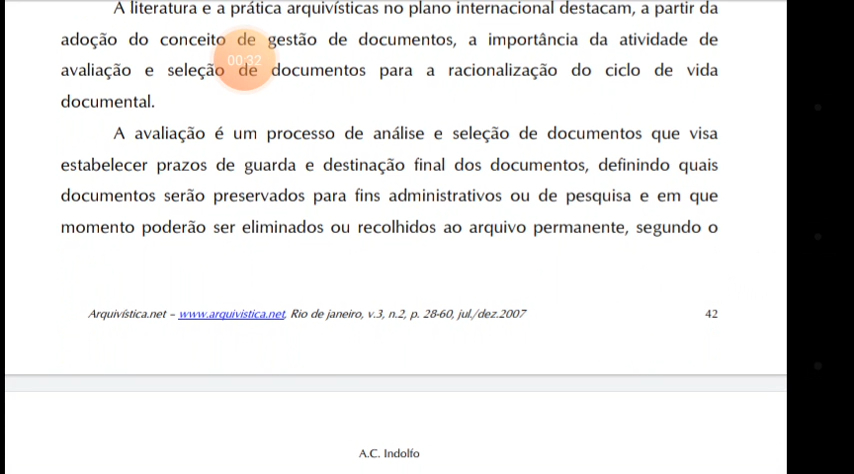 A literatura e a prática arquivísticas no plano internacional destacam, a partir da
adoção do conceito de gestão de documentos, a importância da atividade de
avaliação e seleção de documentos para a racionalização do ciclo de vida
00:32
documental.
A avaliação é um processo de análise e seleção de documentos que visa
estabelecer prazos de guarda e destinação final dos documentos, definindo quais
documentos serão preservados para fins administrativos ou de pesquisa e em que
momento poderão ser eliminados ou recolhidos ao arquivo permanente, segundo o
Arquivística.net – www.arquivistica.net, Rio de janeiro, v.3, n.2, p. 28-60, jul./dez.2007 42
A.C. Indolfo